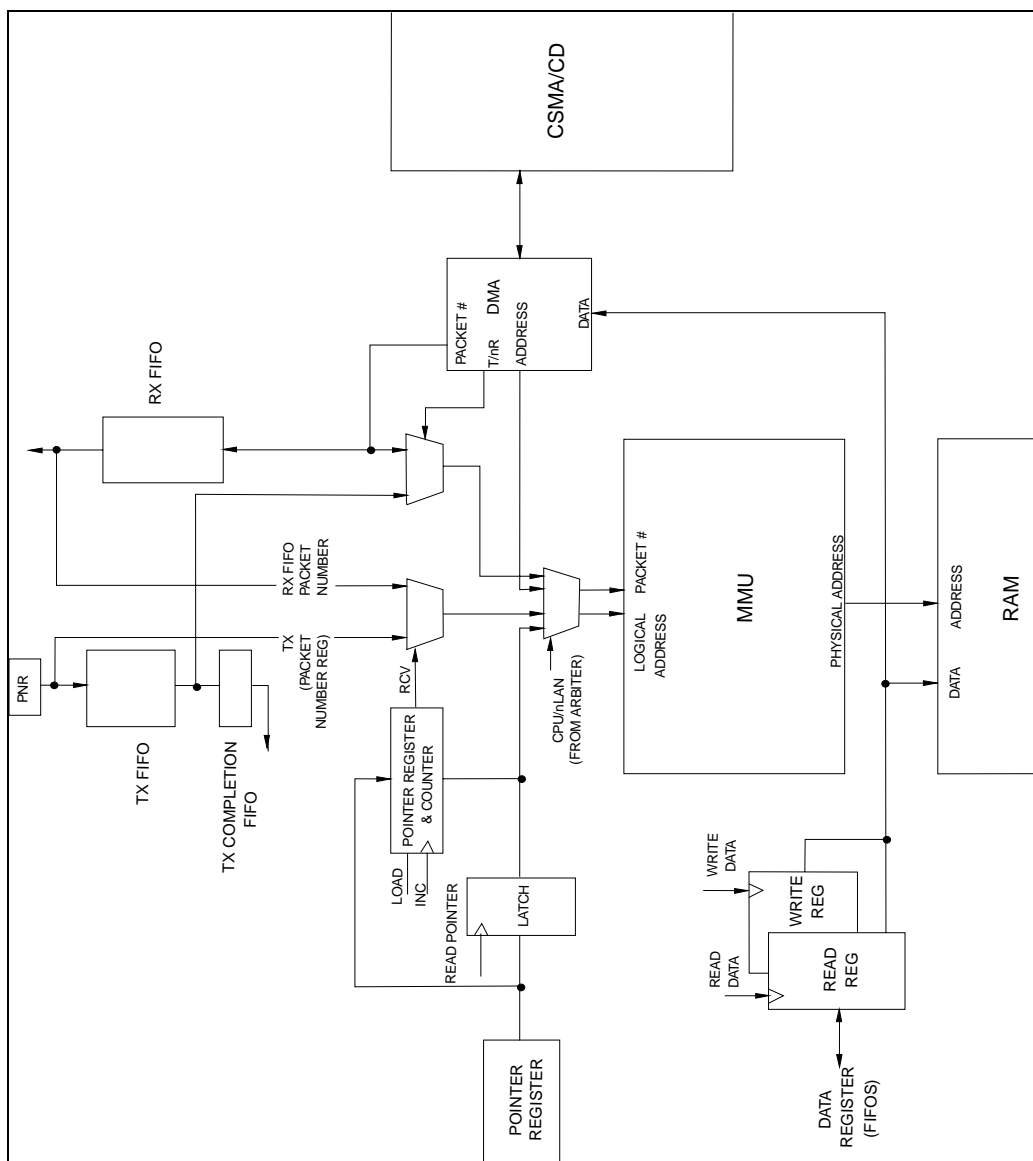 CSMA/CD
PACKET #
T/nR
DMA
ADDRESS
DATA
RX FIFO
RX FIFO
PACKET
NUMBER
TX
(PACKET
NUMBER REG)
PNR
TX FIFO
TX COMPLETION
FIFO
RCV
POINTER REGISTER
& COUNTER
LOAD
INC
CPU/nLAN
(FROM ARBITER)
PACKET #
LOGICAL
ADDRESS
MMU
PHYSICAL ADDRESS
ADDRESS
DATA
RAM
READ POINTER
LATCH
POINTER
REGISTER
WRITE
DATA
WRITE
REG
READ
DATA
READ
REG
DATA
REGISTER
(FIFOS)